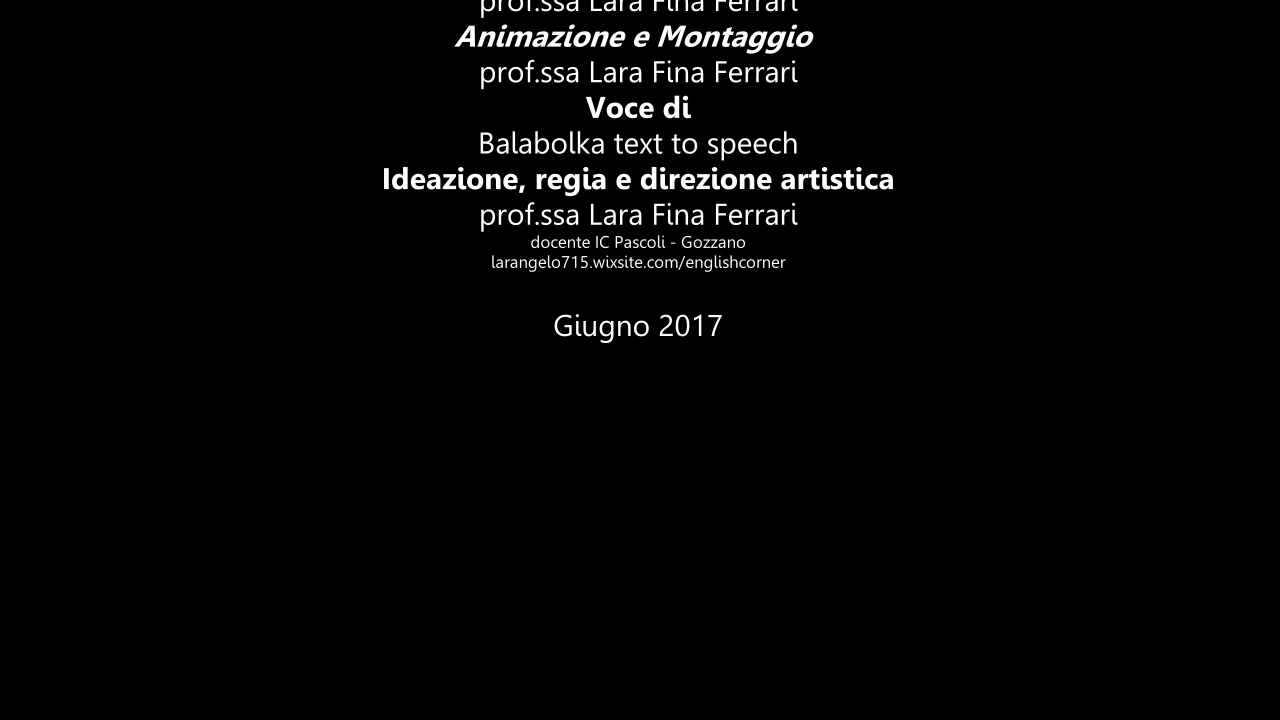 prof.ssa Lara Fina Ferrari
Animazione e Montaggio
prof.ssa Lara Fina Ferrari
Voce di
Balabolka text to speech
Ideazione, regia e direzione artistica
prof.ssa Lara Fina Ferrari
docente IC Pascoli - Gozzano
larangelo715.wixsite.com/englishcorner
Giugno 2017